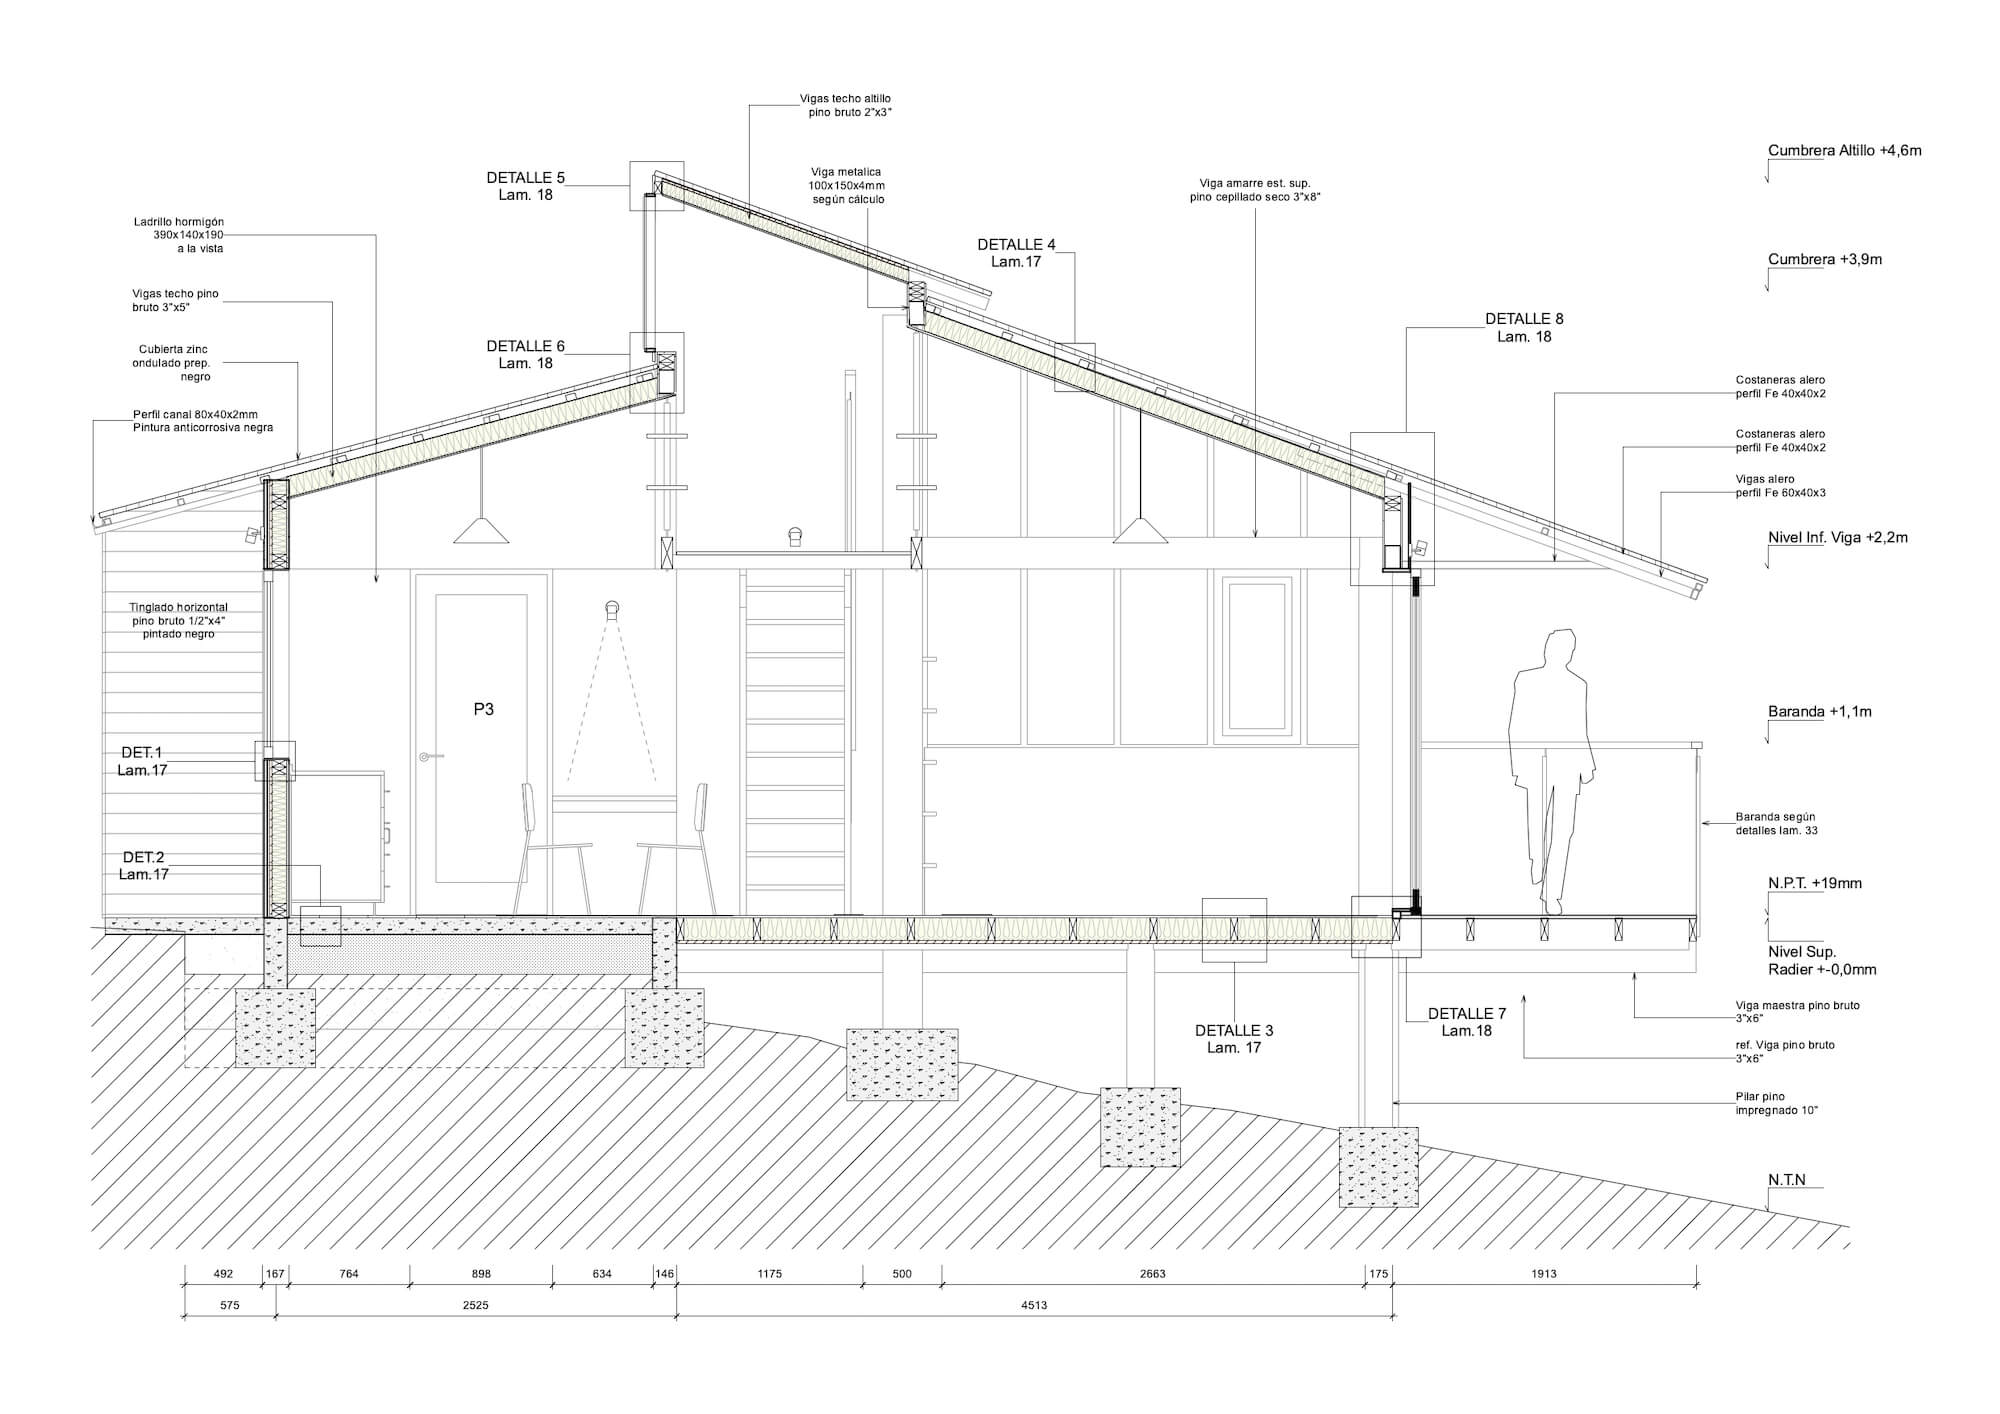 Vigas techo altillo
pino bruto 2"x3"
Cumbrera Altillo +4,6m
DETALLE 5
Lam. 18
Viga metalica
100x150x4mm
según cálculo
Viga amarre est. sup.
pino cepillado seco 3"x8"
Ladrillo hormigón
390x140x190
a la vista
DETALLE 4
Lam.17
Cumbrera +3,9m
Vigas techo pino
bruto 3"x5"
DETALLE 8
Lam. 18
Cubierta zinc
ondulado prep.
negro
DETALLE 6
Lam. 18
Costaneras alero
perfil Fe 40x40x2
Perfil canal 80x40x2mm
Pintura anticorrosiva negra
Costaneras alero
perfil Fe 40x40x2
Vigas alero
perfil Fe 60x40x3
Nivel Inf. Viga +2,2m
Tinglado horizontal
pino bruto 1/2"x4"
pintado negro
P3
Baranda +1,1m
DET.1
Lam.17
Baranda según
detalles lam. 33
DET.2
Lam.17
N.P.T. +19mm
Nivel Sup.
Radier +-0,0mm
Viga maestra pino bruto
3"x6"
DETALLE 3
Lam. 17
DETALLE 7
Lam.18
ref. Viga pino bruto
3"x6"
Pilar pino
impregnado 10"
N.T.N
492 167 764 898 634 146 1175 500 2663 175 1913
575 2525 4513